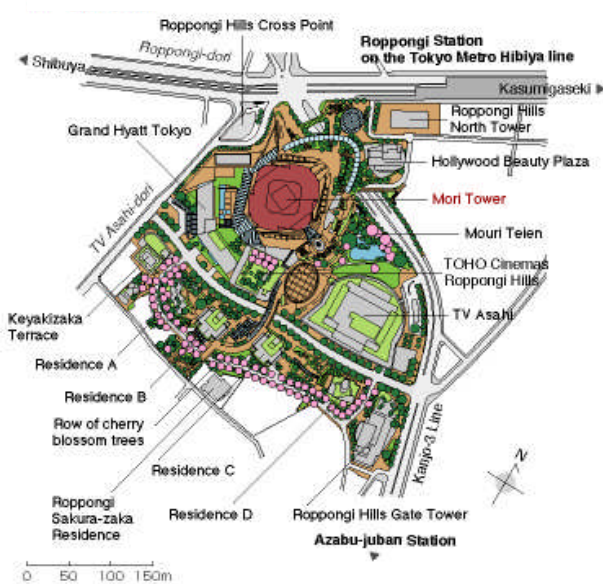 Roppongi Hills Cross Point
Roppongi-dori
Roppongi Station
on the Tokyo Metro Hibiya line
Shibuya
Kasumigaseki
Roppongi Hills
North Tower
Grand Hyatt Tokyo
Hollywood Beauty Plaza
Mori Tower
TV Asahi-dori
Mouri Teien
TOHO Cinemas
Roppongi Hills
TV Asahi
Keyakizaka
Terrace
Residence A
Residence B
Row of cherry
blossom trees
Residence C
Kanjo-3 Line
N
Roppongi
Sakura-zaka
Residence
Residence D
Roppongi Hills Gate Tower
Azabu-juban Station
0 50 100 150m